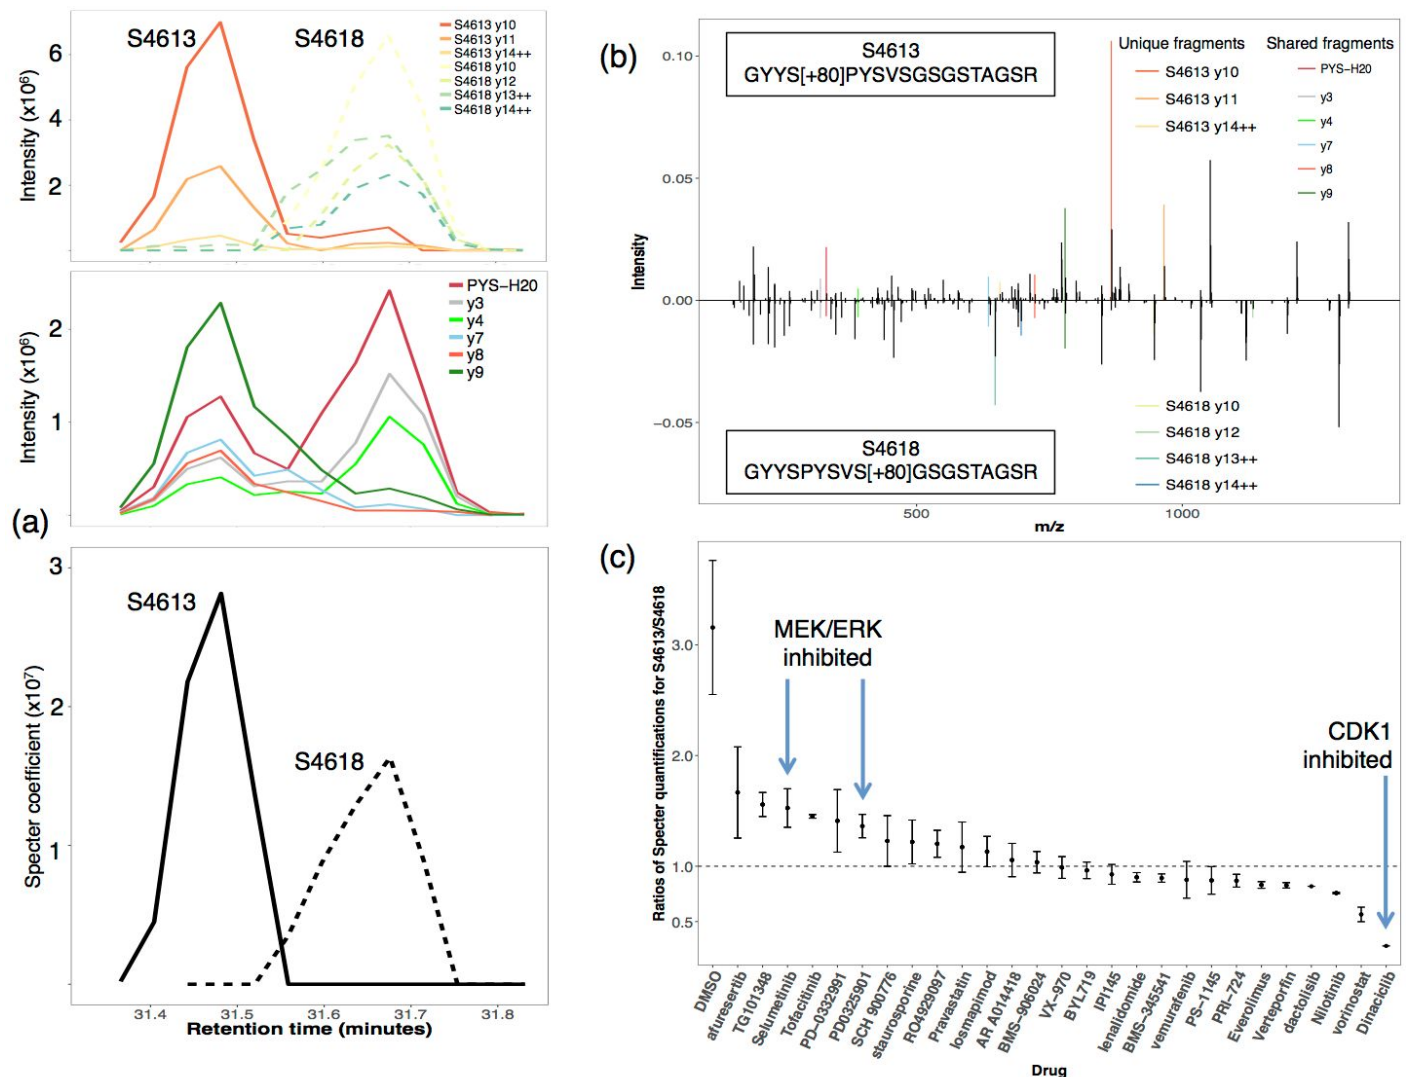 S4613
S4618
S4613 y10
S4613 y11
S4613 y14++
S4618 y10
S4618 y12
S4618 y13++
S4618 y14++
Intensity (x10⁶)
6
4
2
PYS-H20
y3
y4
y7
y8
y9
Intensity (x10⁶)
2
1
(a)
S4613
S4618
Specter coefficient (x10⁷)
3
2
1
31.4
31.5
31.6
31.7
31.8
Retention time (minutes)
(b)
S4613
GYYS[+80]PYSVSGSGSTAGSR
Unique fragments
S4613 y10
S4613 y11
S4613 y14++
Shared fragments
PYS-H20
y3
y4
y7
y8
y9
Intensity
0.10
0.05
0.00
−0.05
S4618
GYYSPYSVS[+80]GSGSTAGSR
S4618 y10
S4618 y12
S4618 y13++
S4618 y14++
500
1000
m/z
(c)
MEK/ERK
inhibited
CDK1
inhibited
Ratios of Specter quantifications for S4613/S4618
3.0
2.0
1.0
0.5
DMSO
afuresertib
TG101348
Selumetinib
Tofacitinib
PD-0332991
PD0325901
SCH 900776
staurosporine
RO4929097
Pravastatin
losmapimod
AR A014418
BMS-906024
VX-970
BYL719
IPI145
lenalidomide
BMS-345541
vemurafenib
PS-1145
PRI-724
Everolimus
Verteporfin
dactolisib
Nilotinib
vorinostat
Dinaciclib
Drug